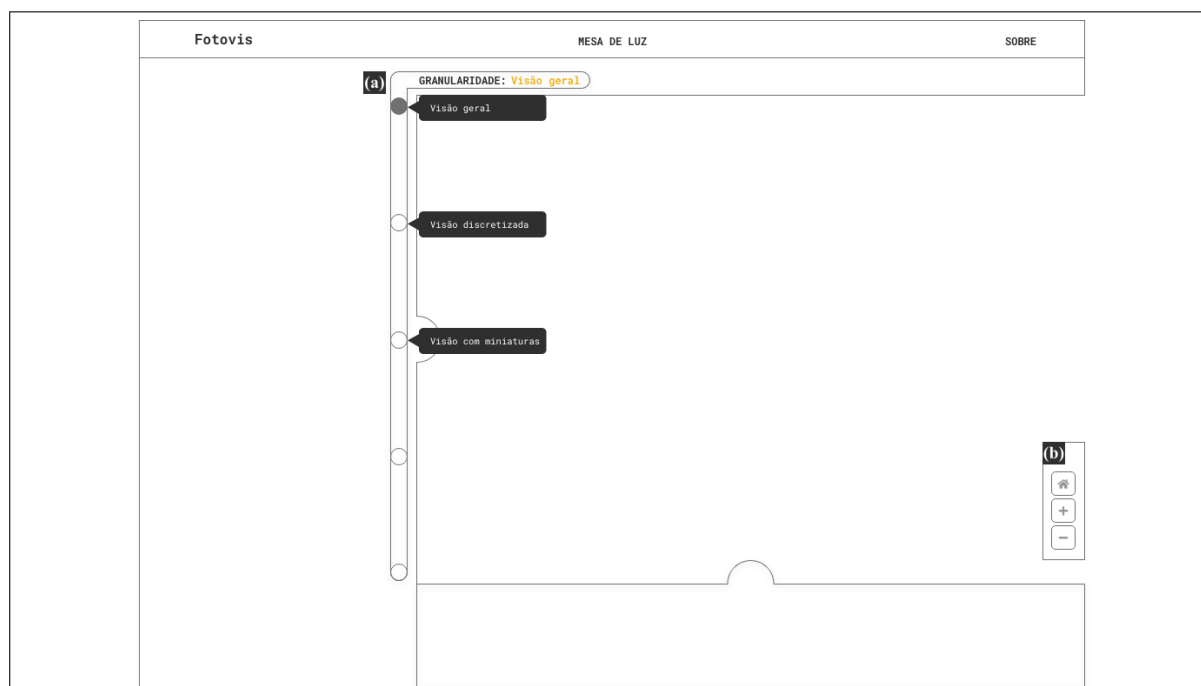 Fotovis MESA DE LUZ SOBRE
(a) GRANULARIDADE: Visão geral
Visão geral
Visão discretizada
Visão com miniaturas
(b)